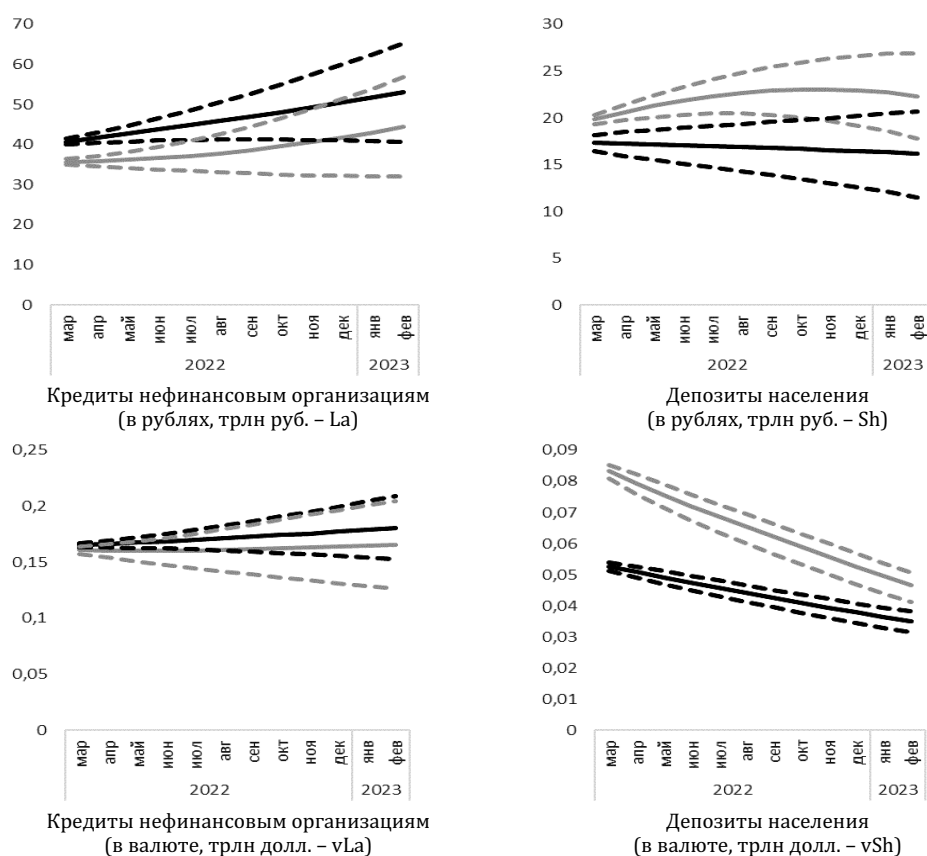 70
60
50
40
30
20
10
0
мар апр май июн июл авг сен окт ноя дек янв фев
2022 2023
Кредиты нефинансовым организациям
(в рублях, трлн руб. – La)
30
25
20
15
10
5
0
мар апр май июн июл авг сен окт ноя дек янв фев
2022 2023
Депозиты населения
(в рублях, трлн руб. – Sh)
0,25
0,2
0,15
0,1
0,05
0
мар апр май июн июл авг сен окт ноя дек янв фев
2022 2023
Кредиты нефинансовым организациям
(в валюте, трлн долл. – vLa)
0,09
0,08
0,07
0,06
0,05
0,04
0,03
0,02
0,01
0
мар апр май июн июл авг сен окт ноя дек янв фев
2022 2023
Депозиты населения
(в валюте, трлн долл. – vSh)